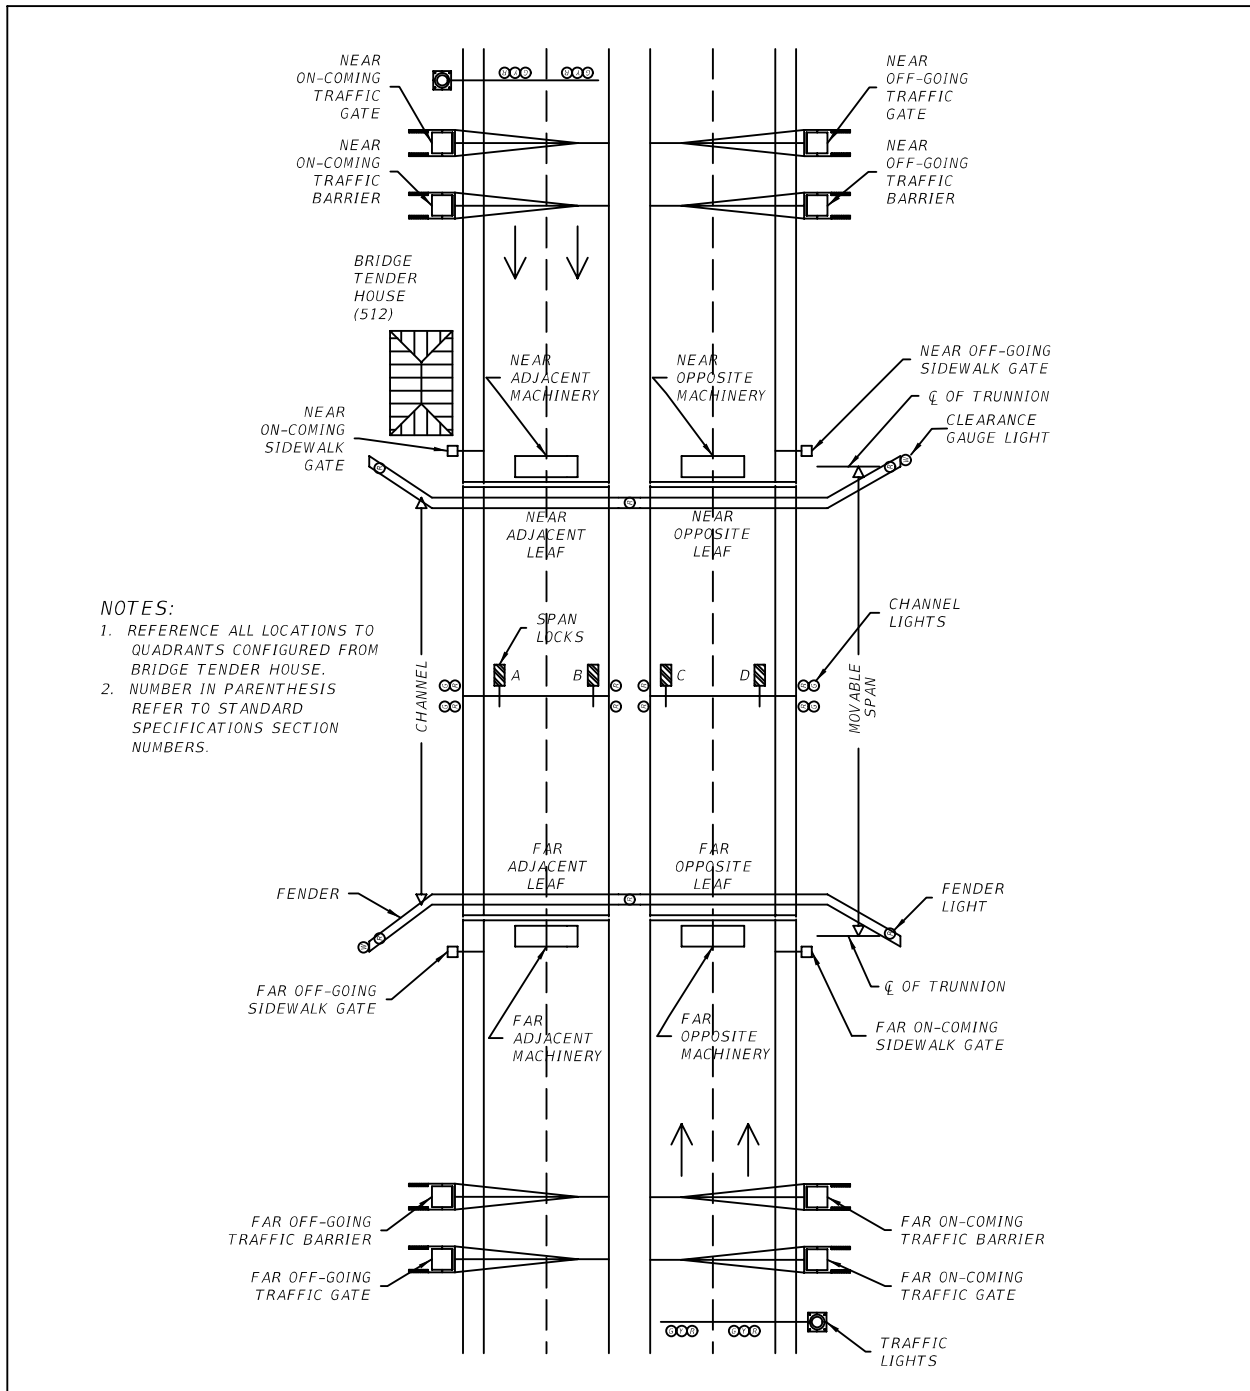 NEAR
ON-COMING
TRAFFIC
GATE
G Y R
G Y R
NEAR
OFF-GOING
TRAFFIC
GATE
NEAR
ON-COMING
TRAFFIC
BARRIER
NEAR
OFF-GOING
TRAFFIC
BARRIER
BRIDGE
TENDER
HOUSE
(512)
NEAR
ADJACENT
MACHINERY
NEAR
OPPOSITE
MACHINERY
NEAR OFF-GOING
SIDEWALK GATE
℄ OF TRUNNION
CLEARANCE
GAUGE LIGHT
NEAR
ON-COMING
SIDEWALK
GATE
R
R
W
R
NEAR
ADJACENT
LEAF
NEAR
OPPOSITE
LEAF
NOTES:
1. REFERENCE ALL LOCATIONS TO
QUADRANTS CONFIGURED FROM
BRIDGE TENDER HOUSE.
2. NUMBER IN PARENTHESIS
REFER TO STANDARD
SPECIFICATIONS SECTION
NUMBERS.
CHANNEL
SPAN
LOCKS
A
B
C
D
G R
R
R
R G
G R
R
R
R G
CHANNEL
LIGHTS
MOVABLE
SPAN
FAR
ADJACENT
LEAF
FAR
OPPOSITE
LEAF
FENDER
R
FENDER
LIGHT
W
R
R
FAR OFF-GOING
SIDEWALK GATE
℄ OF TRUNNION
FAR
ADJACENT
MACHINERY
FAR
OPPOSITE
MACHINERY
FAR ON-COMING
SIDEWALK GATE
FAR OFF-GOING
TRAFFIC BARRIER
FAR ON-COMING
TRAFFIC BARRIER
FAR OFF-GOING
TRAFFIC GATE
FAR ON-COMING
TRAFFIC GATE
G Y R
G Y R
TRAFFIC
LIGHTS